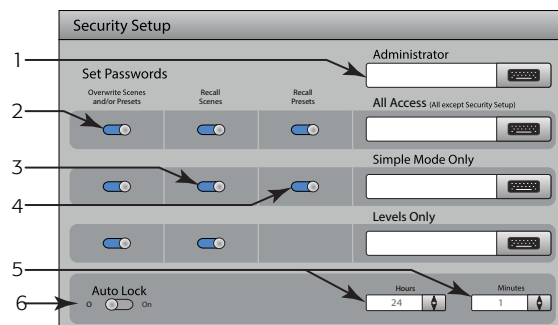 Security Setup
1
Administrator
Set Passwords
Overwrite Scenes
and/or Presets
Recall
Scenes
Recall
Presets
All Access (All except Security Setup)
2
Simple Mode Only
3
4
Levels Only
5
Auto Lock
Hours
Minutes
6
O
On
24
1